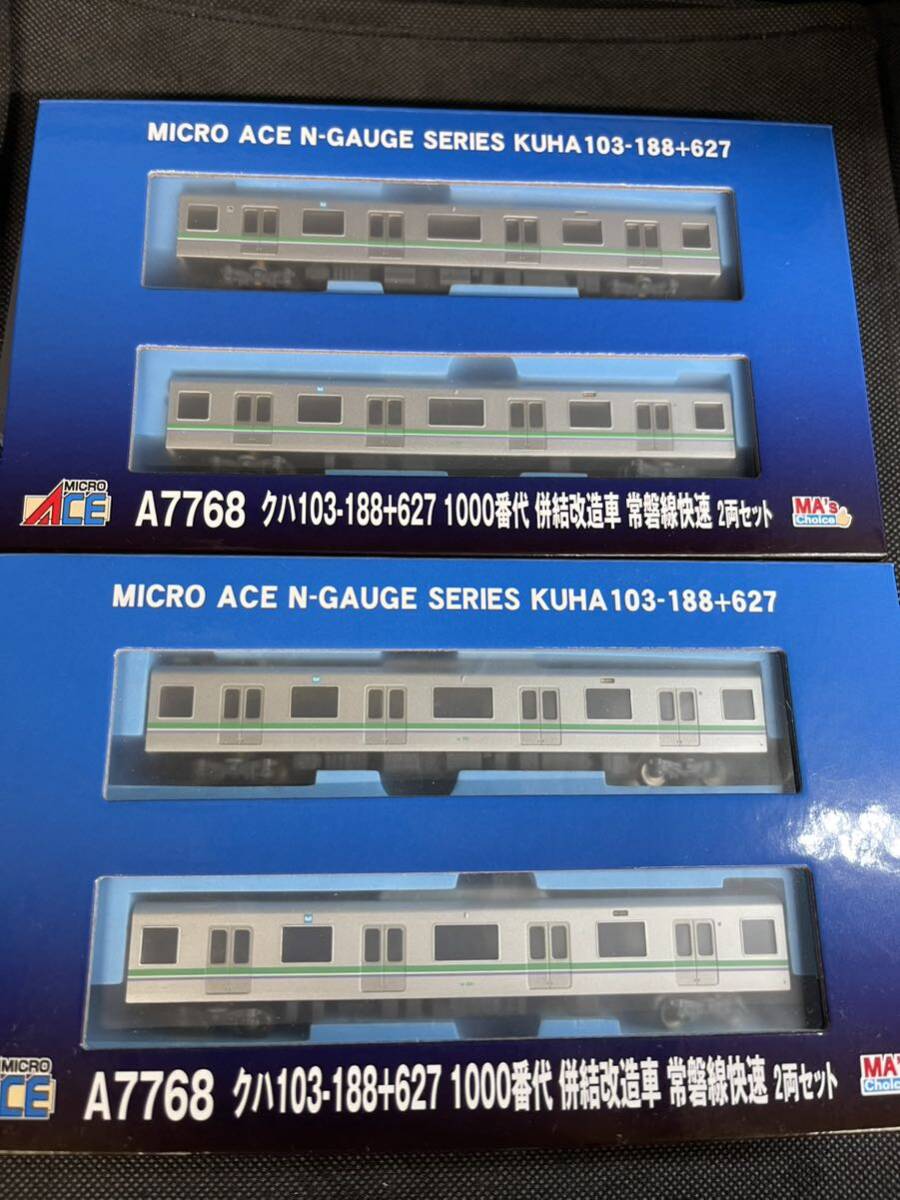 MICRO ACE N-GAUGE SERIES KUHA103-188+627
MICRO
ACE
A7768 クハ103-188+627 1000番代 併結改造車 常磐線快速 2両セット
MA's
Choice
MICRO ACE N-GAUGE SERIES KUHA103-188+627
MICRO
ACE
A7768 クハ103-188+627 1000番代 併結改造車 常磐線快速 2両セット
MA's
Choice